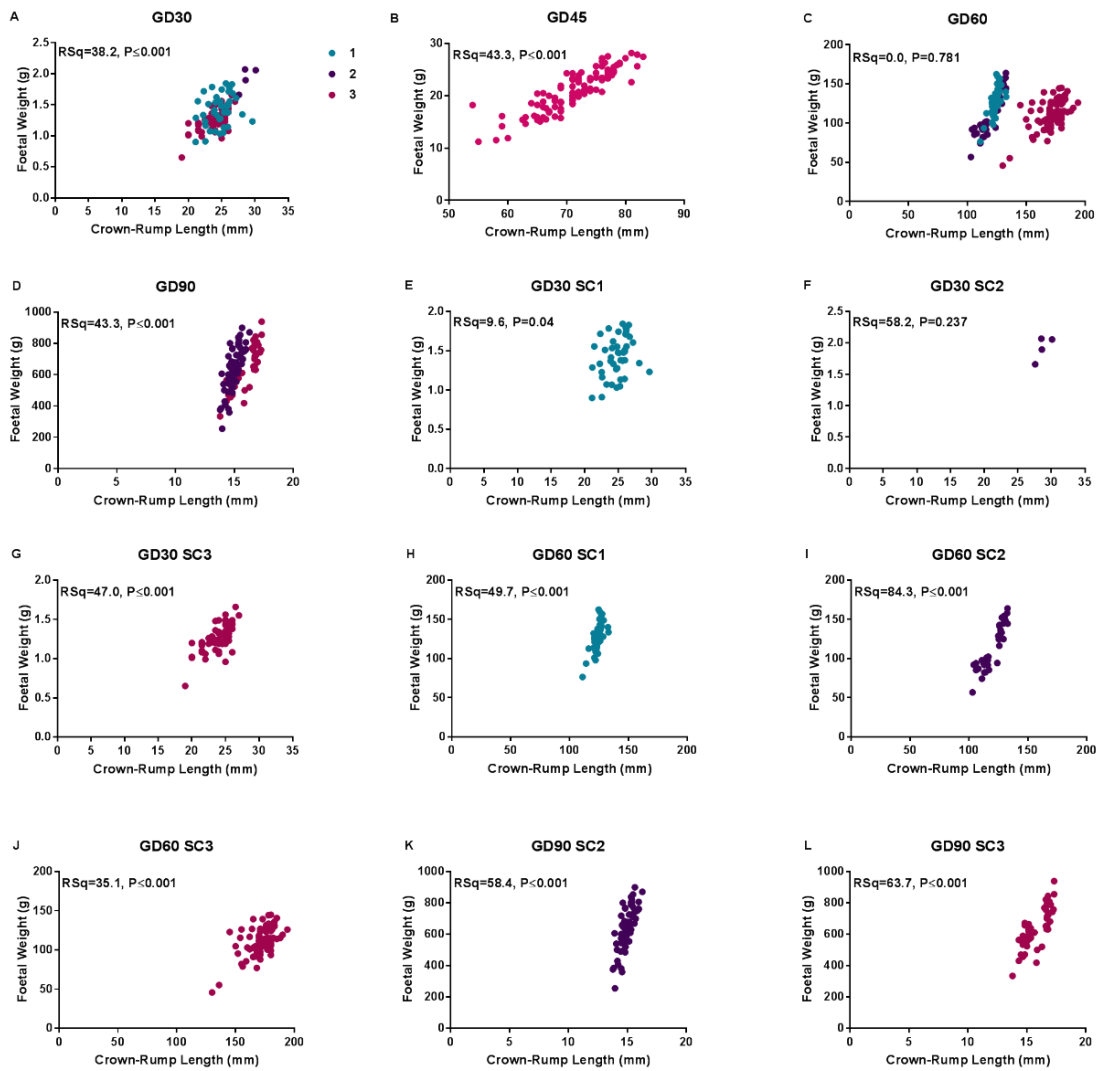 A
GD30
RSq=38.2, P≤0.001
Foetal Weight (g)
2.5
2.0
1.5
1.0
0.5
0.0
0 5 10 15 20 25 30 35
Crown-Rump Length (mm)
1
2
3
B
GD45
RSq=43.3, P≤0.001
Foetal Weight (g)
30
20
10
0
50 60 70 80 90
Crown-Rump Length (mm)
C
GD60
RSq=0.0, P=0.781
Foetal Weight (g)
200
150
100
50
0
0 50 100 150 200
Crown-Rump Length (mm)
D
GD90
RSq=43.3, P≤0.001
Foetal Weight (g)
1000
800
600
400
200
0
0 5 10 15 20
Crown-Rump Length (mm)
E
GD30 SC1
RSq=9.6, P=0.04
Foetal Weight (g)
2.0
1.5
1.0
0.5
0.0
0 5 10 15 20 25 30 35
Crown-Rump Length (mm)
F
GD30 SC2
RSq=58.2, P=0.237
Foetal Weight (g)
2.5
2.0
1.5
1.0
0.5
0.0
0 5 10 15 20 25 30 35
Crown-Rump Length (mm)
G
GD30 SC3
RSq=47.0, P≤0.001
Foetal Weight (g)
2.0
1.5
1.0
0.5
0.0
0 5 10 15 20 25 30 35
Crown-Rump Length (mm)
H
GD60 SC1
RSq=49.7, P≤0.001
Foetal Weight (g)
200
150
100
50
0
0 50 100 150 200
Crown-Rump Length (mm)
I
GD60 SC2
RSq=84.3, P≤0.001
Foetal Weight (g)
200
150
100
50
0
0 50 100 150 200
Crown-Rump Length (mm)
J
GD60 SC3
RSq=35.1, P≤0.001
Foetal Weight (g)
200
150
100
50
0
0 50 100 150 200
Crown-Rump Length (mm)
K
GD90 SC2
RSq=58.4, P≤0.001
Foetal Weight (g)
1000
800
600
400
200
0
0 5 10 15 20
Crown-Rump Length (mm)
L
GD90 SC3
RSq=63.7, P≤0.001
Foetal Weight (g)
1000
800
600
400
200
0
0 5 10 15 20
Crown-Rump Length (mm)